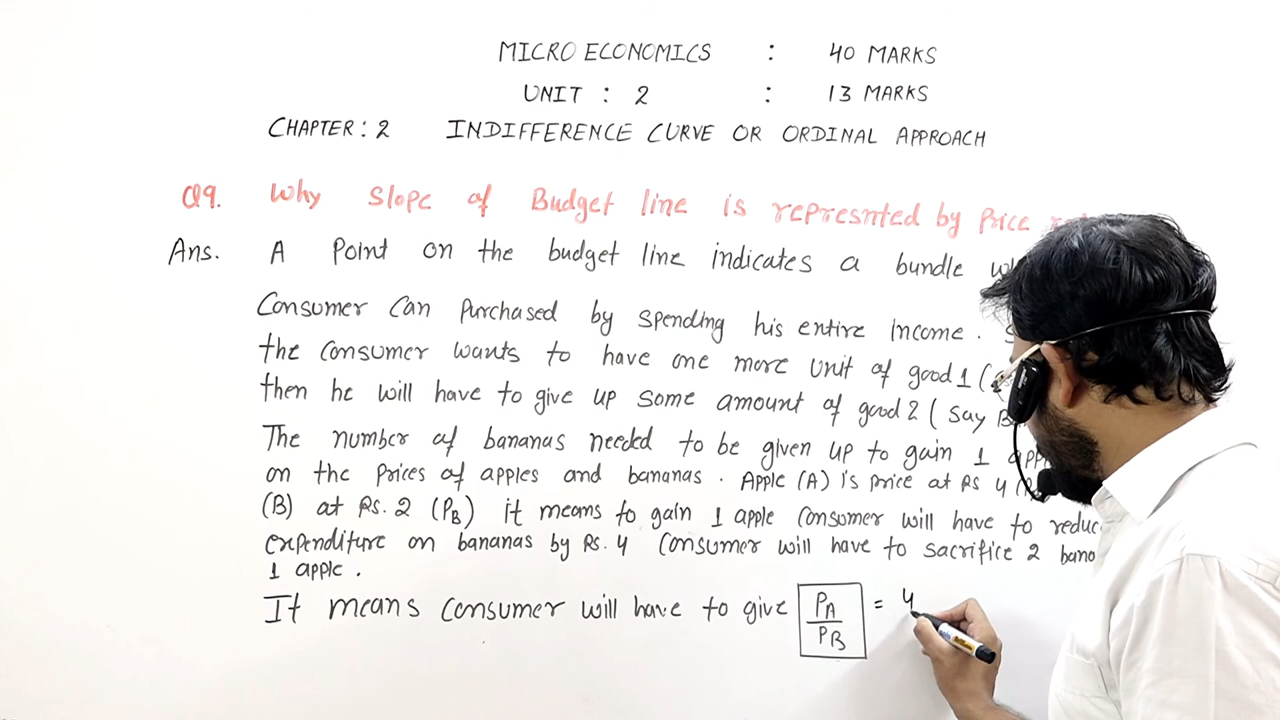 MICRO ECONOMICS : 40 MARKS
UNIT : 2 : 13 MARKS
CHAPTER : 2 INDIFFERENCE CURVE OR ORDINAL APPROACH
Q9. Why Slope of Budget line is represnted by Price
Ans. A Point on the budget line indicates a bundle
Consumer Can Purchased by spending his entire income.
the consumer wants to have one more unit of good 1 (
then he will have to give up some amount of good 2 ( Say
The number of bananas needed to be given up to gain 1
on the prices of apples and bananas. Apple (A) is price at Rs 4
(B) at Rs. 2 (PB) it means to gain 1 apple Consumer will have to
expenditure on bananas by Rs. 4 Consumer will have to sacrifice 2
1 apple.
It means consumer will have to give PA/PB = 4